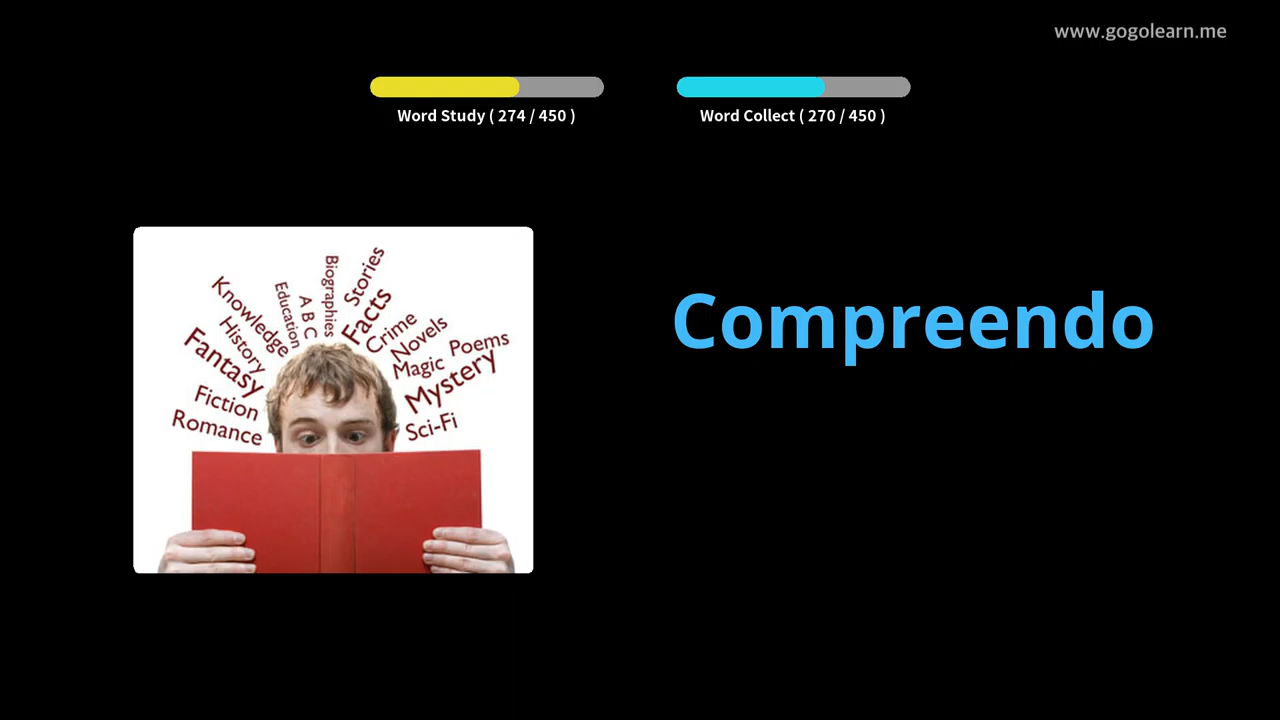 www.gogolearn.me
Word Study ( 274 / 450 )
Word Collect ( 270 / 450 )
Compreendo
Biographies
Stories
Education
A B C
Facts
Knowledge
Crime
History
Novels
Fantasy
Magic
Poems
Mystery
Fiction
Romance
Sci-Fi